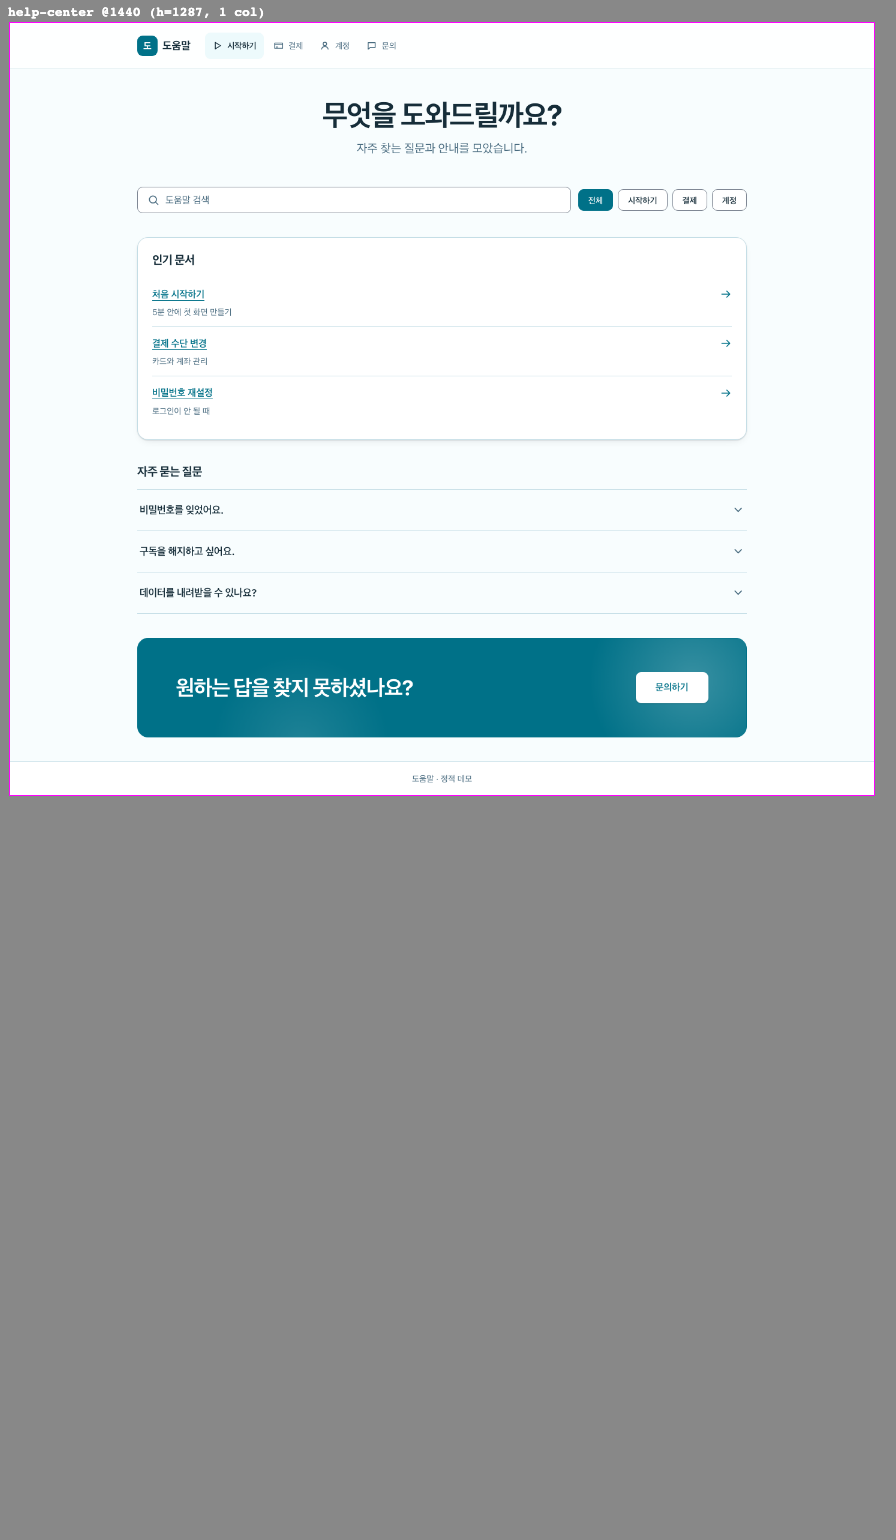 help-center @1440 (h=1287, 1 col)
도 도움말 시작하기 결제 계정 문의
무엇을 도와드릴까요?
자주 찾는 질문과 안내를 모았습니다.
도움말 검색 전체 시작하기 결제 계정
인기 문서
처음 시작하기
5분 안에 첫 화면 만들기
결제 수단 변경
카드와 계좌 관리
비밀번호 재설정
로그인이 안 될 때
자주 묻는 질문
비밀번호를 잊었어요.
구독을 해지하고 싶어요.
데이터를 내려받을 수 있나요?
원하는 답을 찾지 못하셨나요? 문의하기
도움말 · 정적 데모